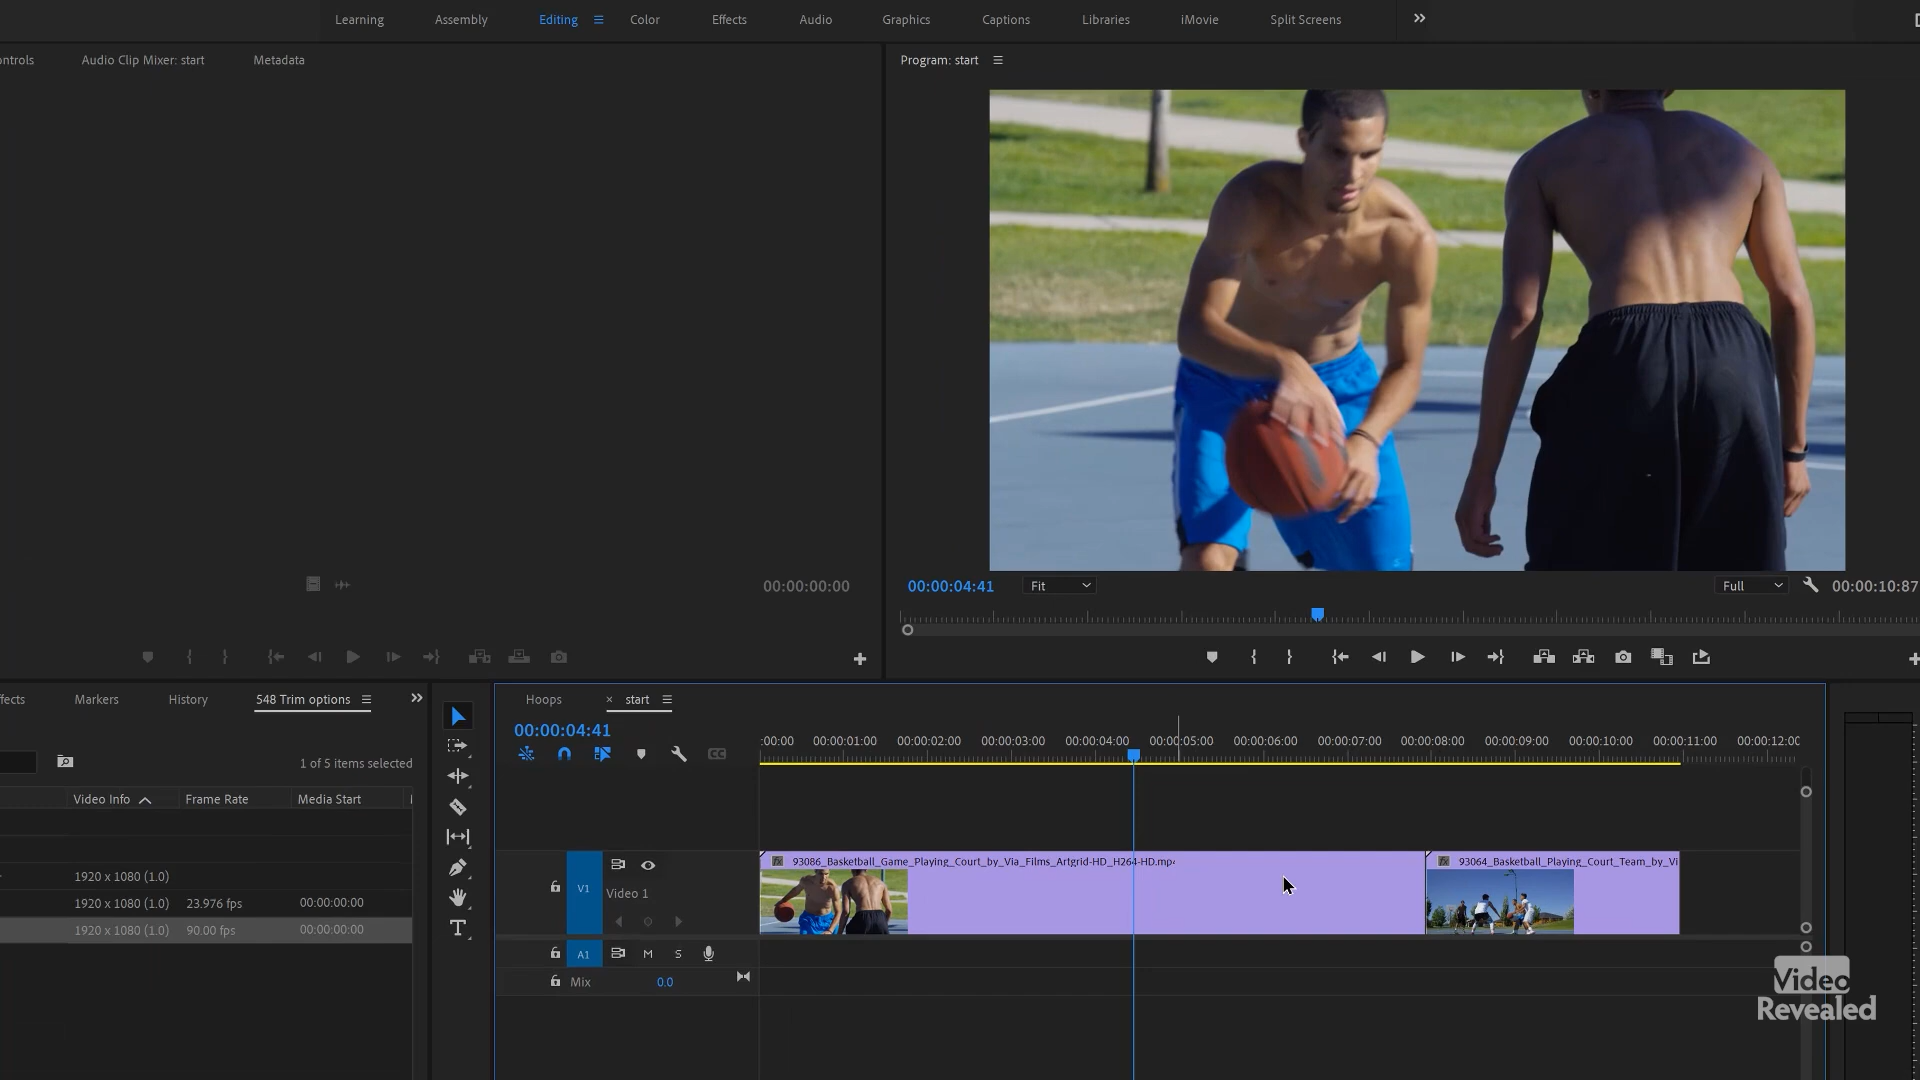 Learning Assembly Editing Color Effects Audio Graphics Captions Libraries iMovie Split Screens
ontrols Audio Clip Mixer: start Metadata
Program: start
00:00:00:00
00:00:04:41 Fit Full 00:00:10:87
ffects Markers History 548 Trim options
1 of 5 items selected
Video Info Frame Rate Media Start
1920 x 1080 (1.0)
1920 x 1080 (1.0) 23.976 fps 00:00:00:00
1920 x 1080 (1.0) 90.00 fps 00:00:00:00
Hoops × start
00:00:04:41
:00:00 00:00:01:00 00:00:02:00 00:00:03:00 00:00:04:00 00:00:05:00 00:00:06:00 00:00:07:00 00:00:08:00 00:00:09:00 00:00:10:00 00:00:11:00 00:00:12:00
CC
93086_Basketball_Game_Playing_Court_by_Via_Films_Artgrid-HD_H264-HD.mp4
93064_Basketball_Playing_Court_Team_by_Vi
V1 Video 1
A1 M S
Mix 0.0
Video
Revealed